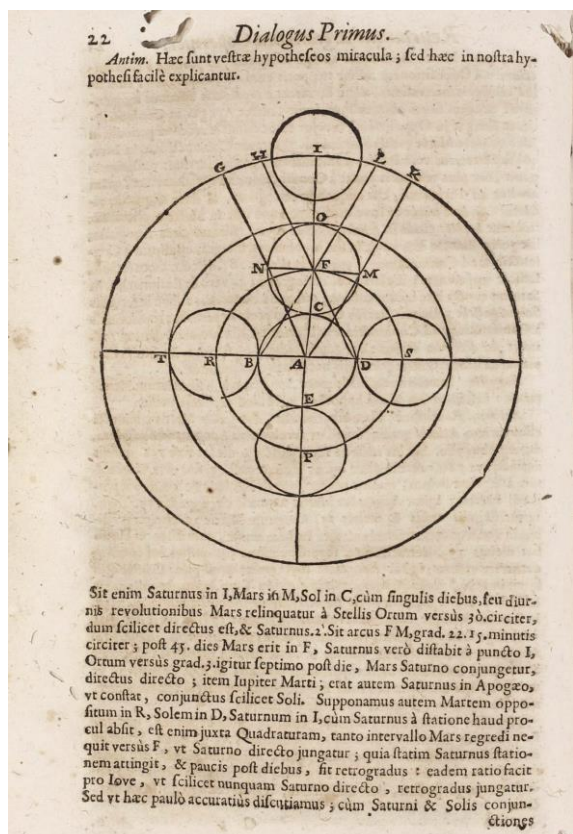 22 Dialogus Primus.
Antim. Hæc ſunt veſtræ hypotheſeos miracula; ſed hæc in noſtra hy-
potheſi facilè explicantur.
I
G H L K
O
N F M
C
T R B A D S
E
P
Sit enim Saturnus in I, Mars in M, Sol in C, cùm ſingulis diebus, ſeu diur-
nis revolutionibus Mars relinquatur à Stellis Ortum verſùs 30. circiter,
dum ſcilicet directus eſt, & Saturnus. 2'. Sit arcus F M, grad. 22. 15. minutis
circiter; poſt 45. dies Mars erit in F, Saturnus verò diſtabit à puncto I,
Ortum verſùs grad. 3. igitur ſeptimo poſt die, Mars Saturno conjungetur,
directus directo; item Iupiter Marti; erat autem Saturnus in Apogæo,
vt conſtat, conjunctus ſcilicet Soli. Supponamus autem Martem oppo-
ſitum in R, Solem in D, Saturnum in I, cùm Saturnus à ſtatione haud pro-
cul abſit, eſt enim juxta Quadraturam, tanto intervallo Mars regredi ne-
quit verſùs F, vt Saturno directo jungatur; quia ſtatim Saturnus ſtatio-
nem attingit, & paucis poſt diebus, fit retrogradus: eadem ratio facit
pro Iove, vt ſcilicet nunquam Saturno directo, retrogradus jungatur.
Sed vt hæc paulò accuratiùs diſcutiamus; cùm Saturni & Solis conjun-
ctiones